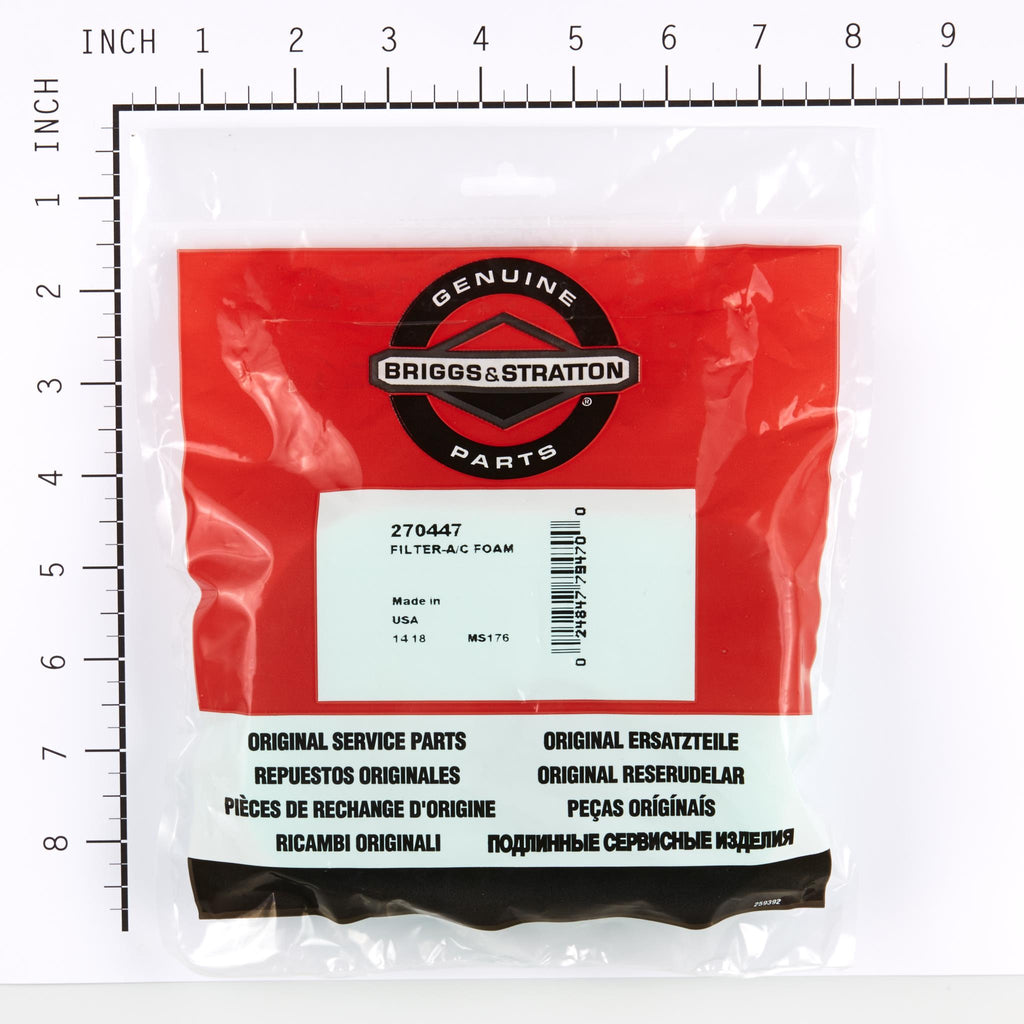 INCH 1 2 3 4 5 6 7 8 9
INCH
1
2
3
4
5
6
7
8
GENUINE
BRIGGS&STRATTON
®
PARTS
270447
FILTER-A/C FOAM
Made in
USA
1418 MS176
0 24847 79470 0
ORIGINAL SERVICE PARTS
ORIGINAL ERSATZTEILE
REPUESTOS ORIGINALES
ORIGINAL RESERUDELAR
PIÈCES DE RECHANGE D'ORIGINE
PEÇAS ORÍGÍNAÍS
RICAMBI ORIGINALI
ПОДЛИННЫЕ СЕРВИСНЫЕ ИЗДЕЛИЯ
259392